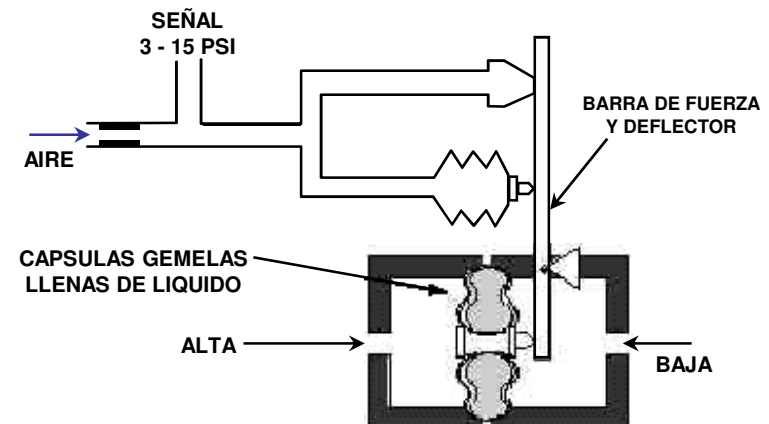 SEÑAL
3 - 15 PSI
BARRA DE FUERZA
Y DEFLECTOR
AIRE
CAPSULAS GEMELAS
LLENAS DE LIQUIDO
ALTA
BAJA